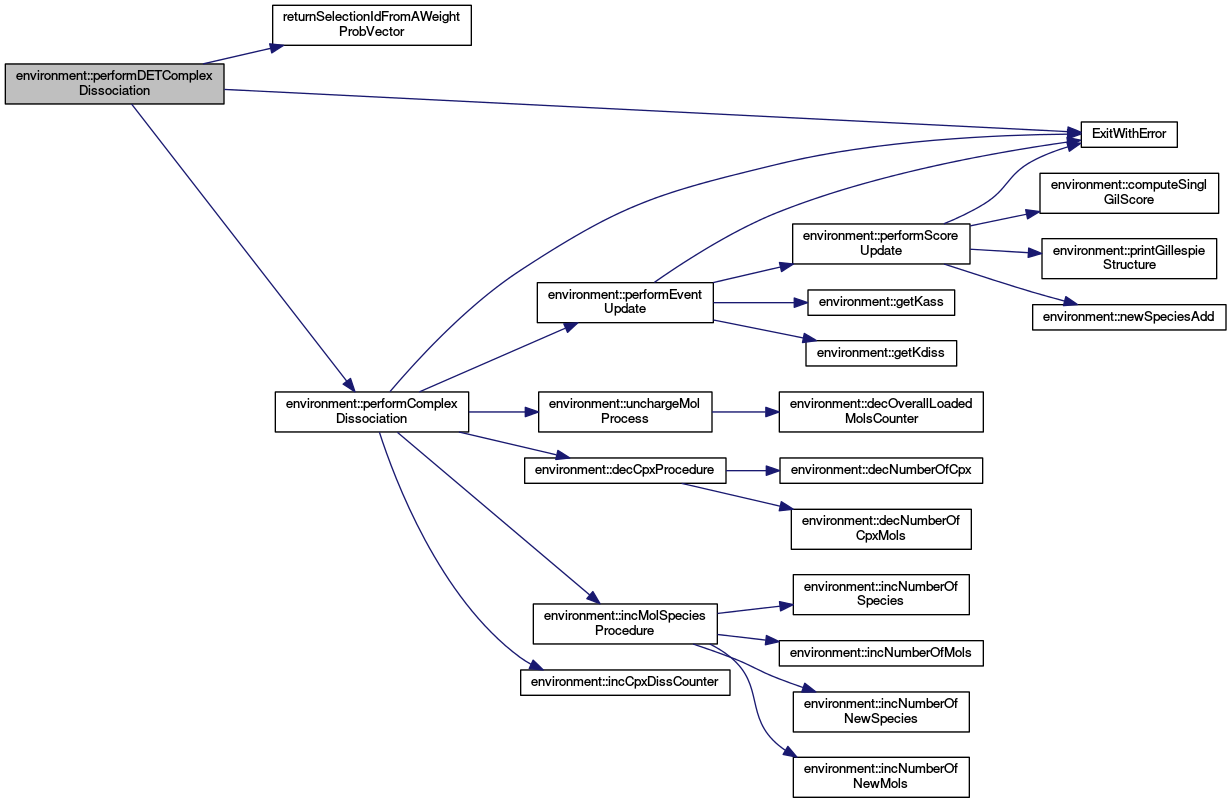 returnSelectionIdFromAWeight
ProbVector
environment::performDETComplex
Dissociation
ExitWithError
environment::computeSingl
GilScore
environment::performScore
Update
environment::printGillespie
Structure
environment::performEvent
Update
environment::getKass
environment::newSpeciesAdd
environment::getKdiss
environment::performComplex
Dissociation
environment::unchargeMol
Process
environment::decOverallLoaded
MolsCounter
environment::decCpxProcedure
environment::decNumberOfCpx
environment::decNumberOf
CpxMols
environment::incNumberOf
Species
environment::incMolSpecies
Procedure
environment::incNumberOfMols
environment::incCpxDissCounter
environment::incNumberOf
NewSpecies
environment::incNumberOf
NewMols